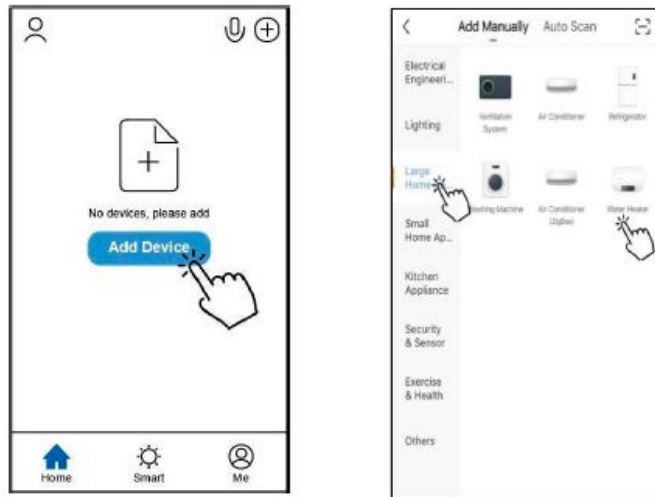 No devices, please add
Add Device
Home
Smart
Me
Add Manually Auto Scan
Electrical
Engineeri...
Lighting
Large
Home
Small
Home Ap...
Kitchen
Appliance
Security
& Sensor
Exercise
& Health
Others
Ventilation
System
Air Conditioner
Refrigerator
Machine
Air Conditioner
(ZigBee)
Water Heater